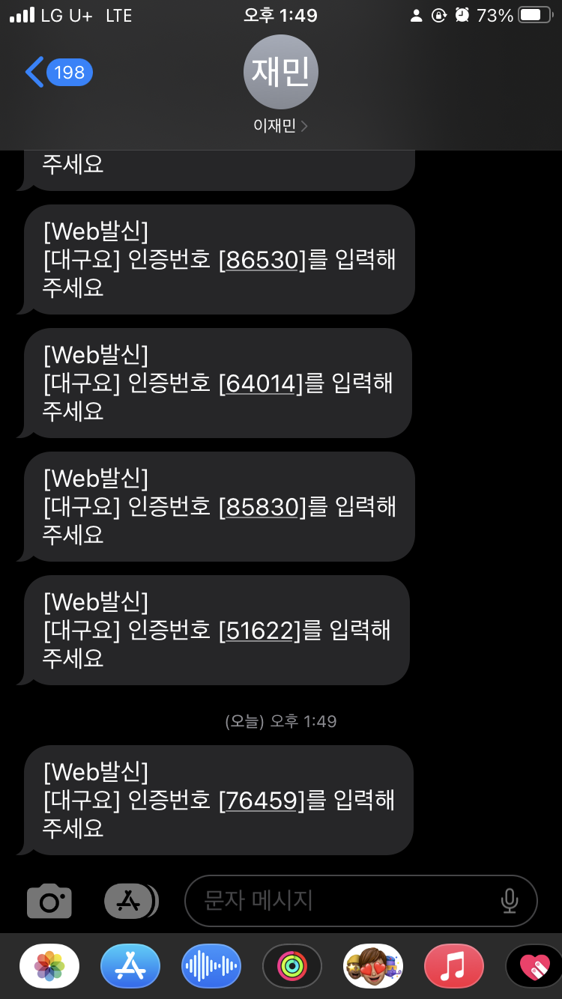 LG U+ LTE 오후 1:49 73%
198
재민
이재민
주세요
[Web발신]
[대구요] 인증번호 [86530]를 입력해
주세요
[Web발신]
[대구요] 인증번호 [64014]를 입력해
주세요
[Web발신]
[대구요] 인증번호 [85830]를 입력해
주세요
[Web발신]
[대구요] 인증번호 [51622]를 입력해
주세요
(오늘) 오후 1:49
[Web발신]
[대구요] 인증번호 [76459]를 입력해
주세요
문자 메시지